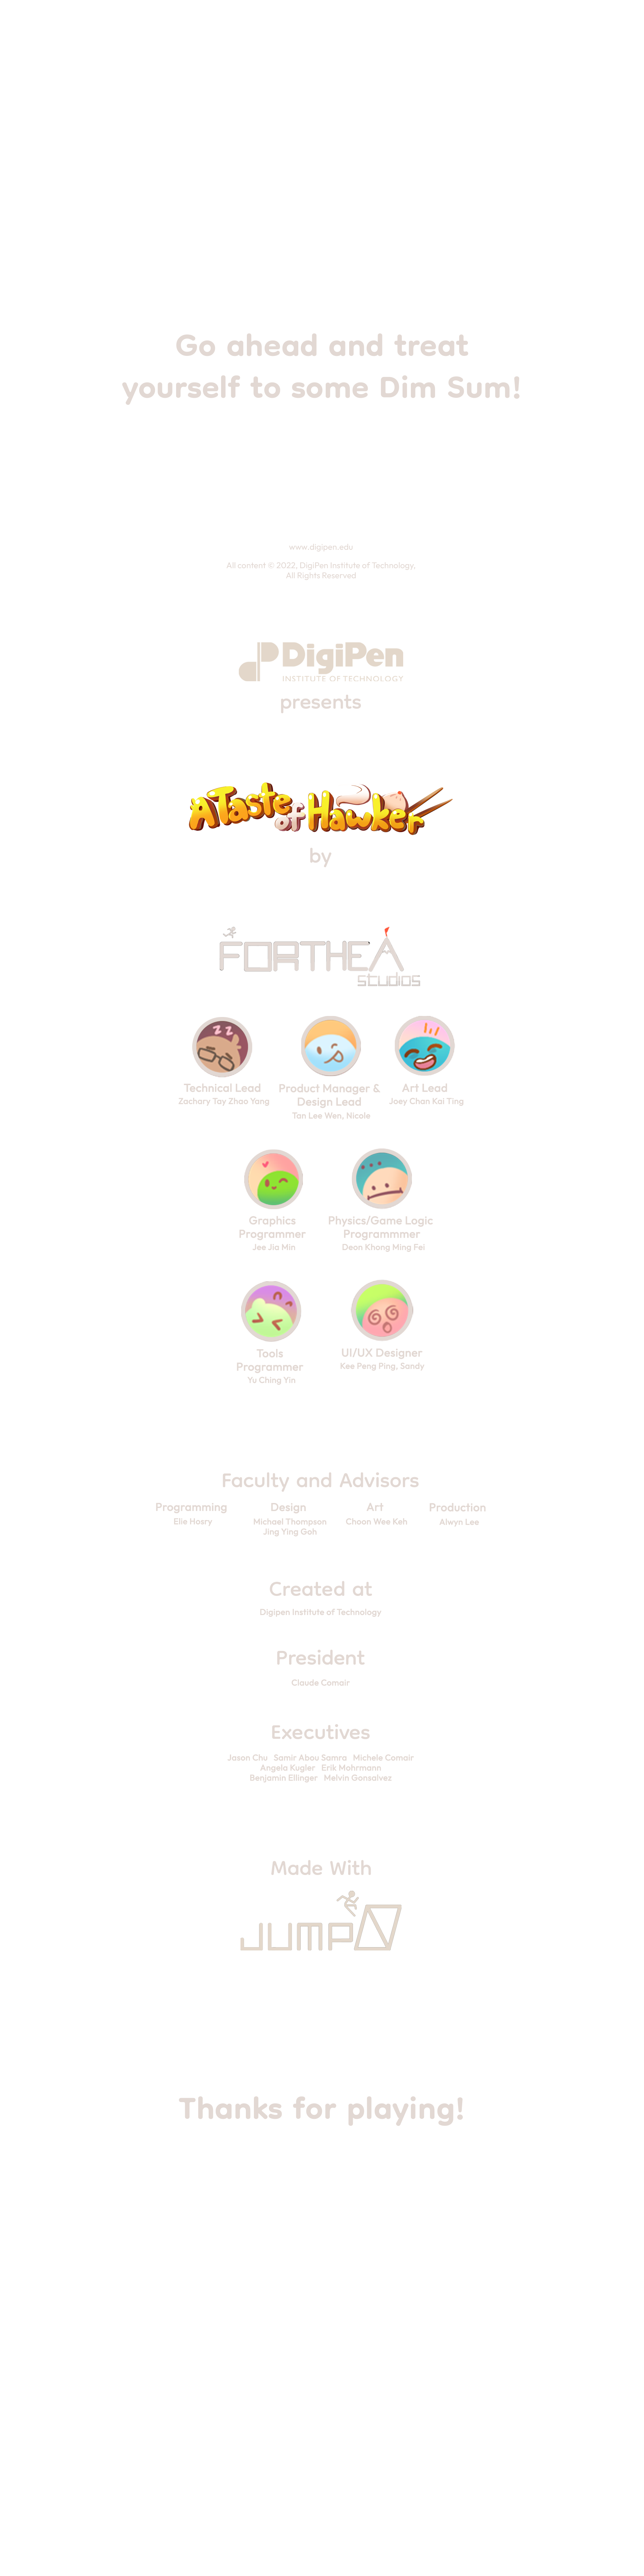 Go ahead and treat
yourself to some Dim Sum!
www.digipen.edu
All content © 2022, DigiPen Institute of Technology,
All Rights Reserved
DigiPen
INSTITUTE OF TECHNOLOGY
presents
A Taste of Hawker
by
FORTHEA
studios
z z z
Technical Lead
Zachary Tay Zhao Yang
Product Manager &
Design Lead
Tan Lee Wen, Nicole
Art Lead
Joey Chan Kai Ting
Graphics
Programmer
Jee Jia Min
Physics/Game Logic
Programmmer
Deon Khong Ming Fei
Tools
Programmer
Yu Ching Yin
UI/UX Designer
Kee Peng Ping, Sandy
Faculty and Advisors
Programming
Elie Hosry
Design
Michael Thompson
Jing Ying Goh
Art
Choon Wee Keh
Production
Alwyn Lee
Created at
Digipen Institute of Technology
President
Claude Comair
Executives
Jason Chu Samir Abou Samra Michele Comair
Angela Kugler Erik Mohrmann
Benjamin Ellinger Melvin Gonsalvez
Made With
JUMP
Thanks for playing!